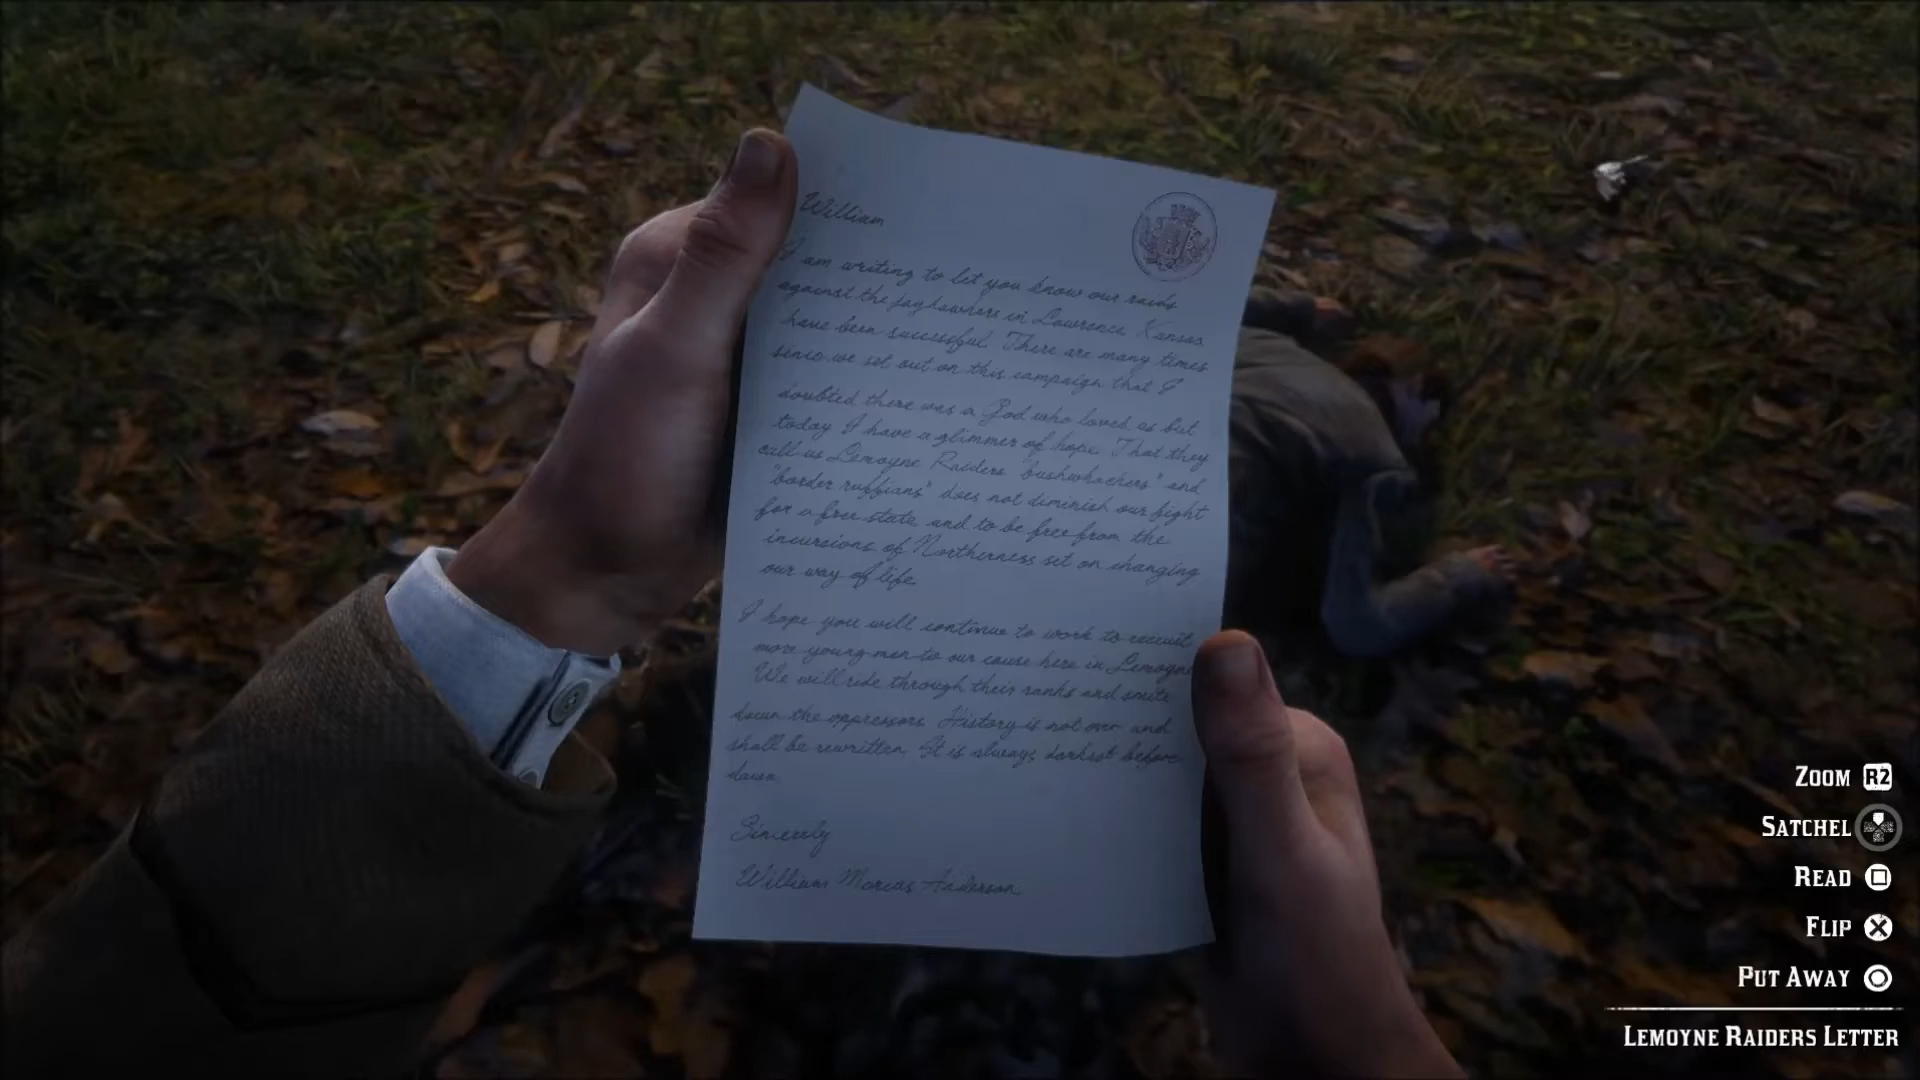 William
I am writing to let you know our raids
against the Jayhawkers in Lawrence, Kansas
have been successful. There are many times
since we set out on this campaign that I
doubted there was a God who loved us but
today I have a glimmer of hope. That they
call us Lemoyne Raiders "bushwhackers" and
"border ruffians" does not diminish our fight
for a free state and to be free from the
incursions of Northerness set on changing
our way of life.
I hope you will continue to work to recruit
more young men to our cause here in Lemoyne
We will ride through their ranks and smite
down the oppressors. History is not over and
shall be rewritten. It is always darkest before
dawn.
Sincerely
William Marcus Anderson
ZOOM R2
SATCHEL
READ
FLIP
PUT AWAY
LEMOYNE RAIDERS LETTER